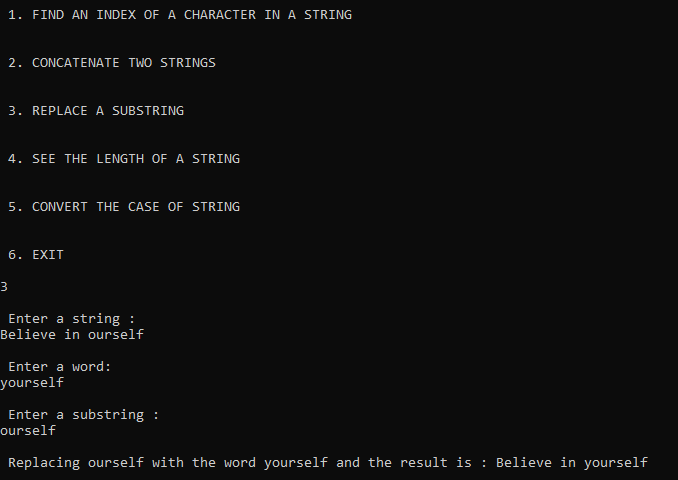 1. FIND AN INDEX OF A CHARACTER IN A STRING
2. CONCATENATE TWO STRINGS
3. REPLACE A SUBSTRING
4. SEE THE LENGTH OF A STRING
5. CONVERT THE CASE OF STRING
6. EXIT
3
Enter a string :
Believe in ourself
Enter a word:
yourself
Enter a substring :
ourself
Replacing ourself with the word yourself and the result is : Believe in yourself